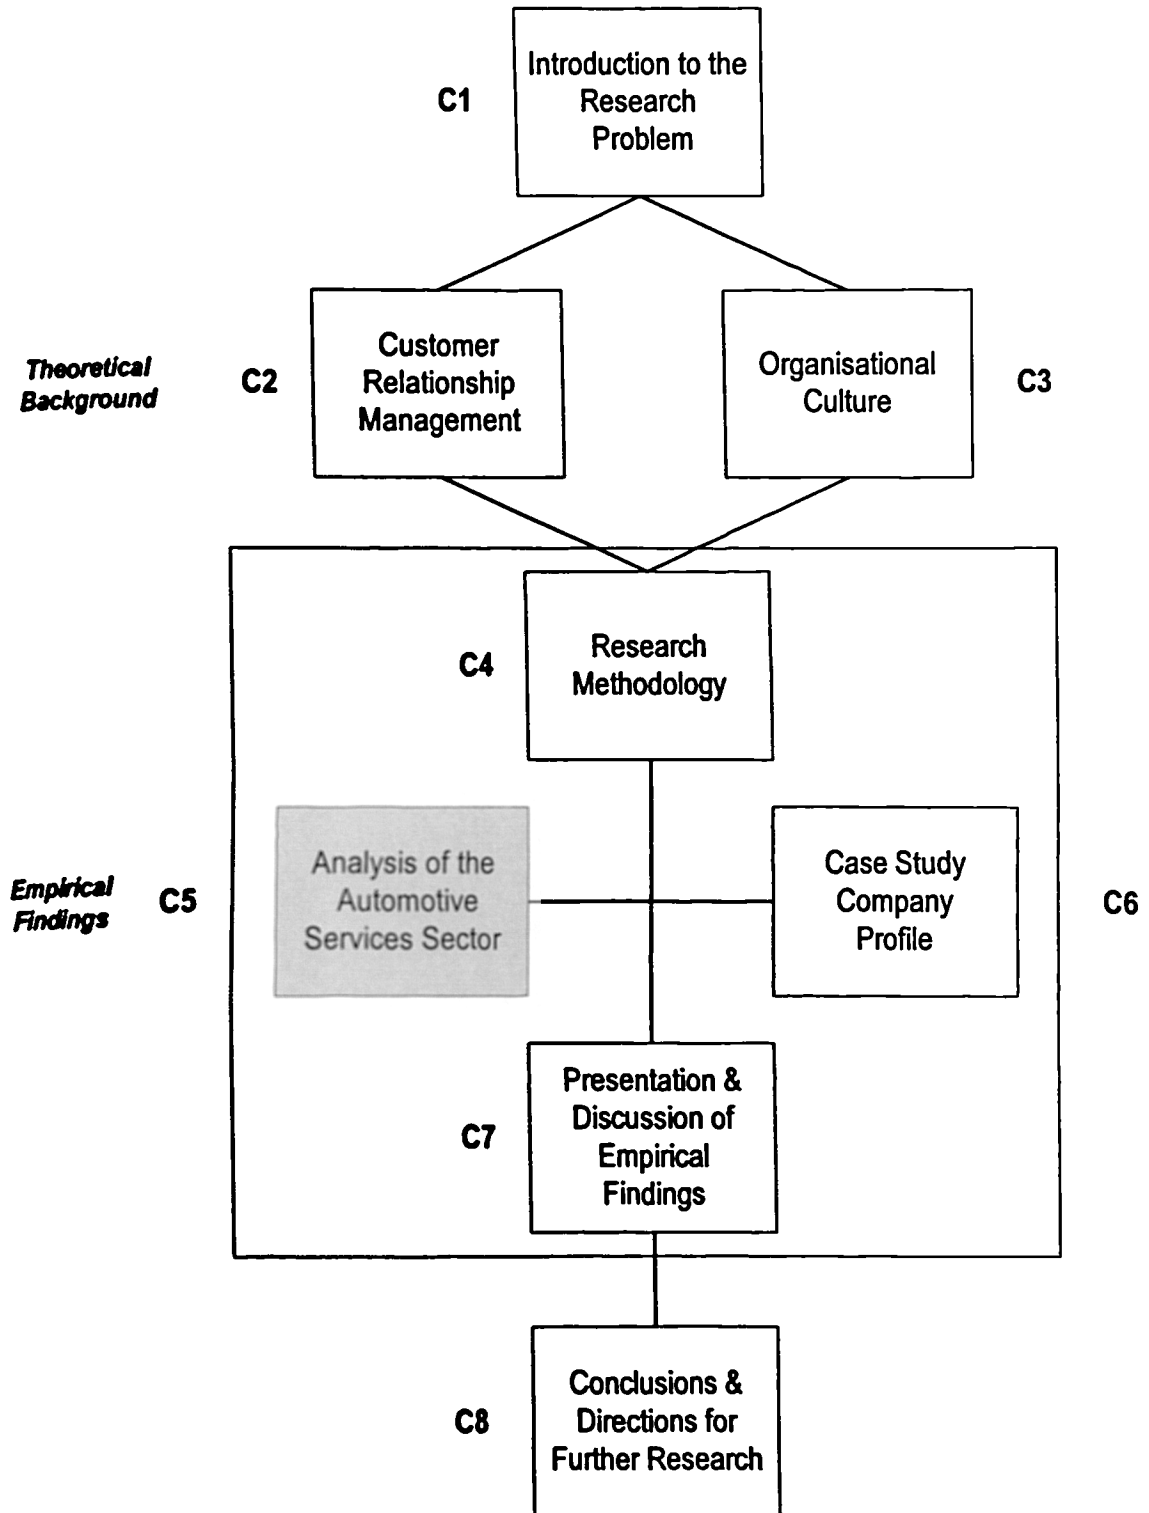 Introduction to the
Research
Problem
C1
Theoretical
Background
C2
Customer
Relationship
Management
Organisational
Culture
C3
C4
Research
Methodology
Empirical
Findings
C5
Analysis of the
Automotive
Services Sector
Case Study
Company
Profile
C6
C7
Presentation &
Discussion of
Empirical
Findings
C8
Conclusions &
Directions for
Further Research